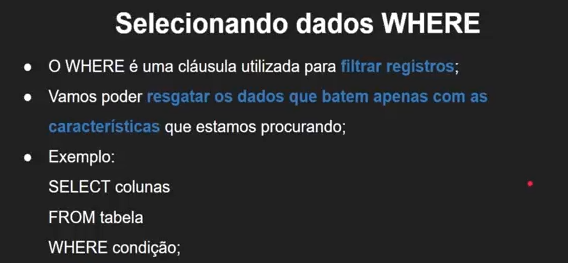 Selecionando dados WHERE
● O WHERE é uma cláusula utilizada para filtrar registros;
● Vamos poder resgatar os dados que batem apenas com as
características que estamos procurando;
● Exemplo:
SELECT colunas
FROM tabela
WHERE condição;